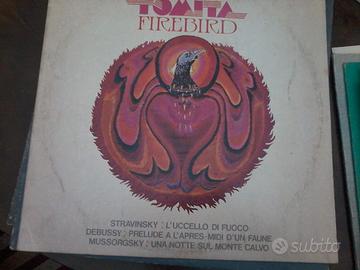 TOMITA
FIREBIRD
STRAVINSKY : L'UCCELLO DI FUOCO
DEBUSSY : PRELUDE A L'APRES-MIDI D'UN FAUNE
MUSSORGSKY : UNA NOTTE SUL MONTE CALVO
subito